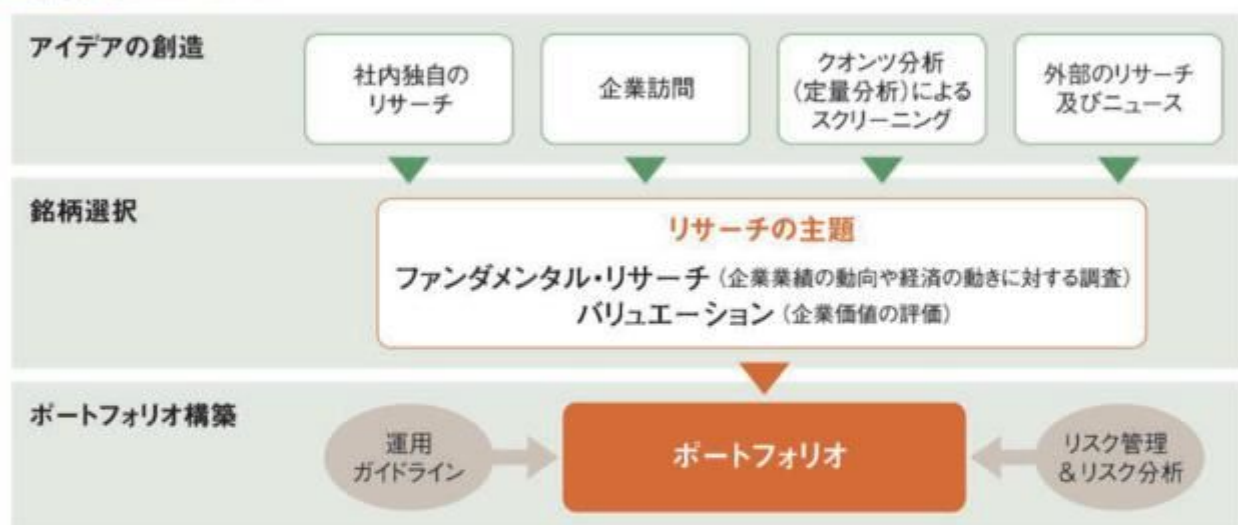 アイデアの創造
社内独自の
リサーチ
企業訪問
クオンツ分析
(定量分析)による
スクリーニング
外部のリサーチ
及びニュース
銘柄選択
リサーチの主題
ファンダメンタル・リサーチ(企業業績の動向や経済の動きに対する調査)
バリュエーション(企業価値の評価)
ポートフォリオ構築
運用
ガイドライン
ポートフォリオ
リスク管理
&リスク分析